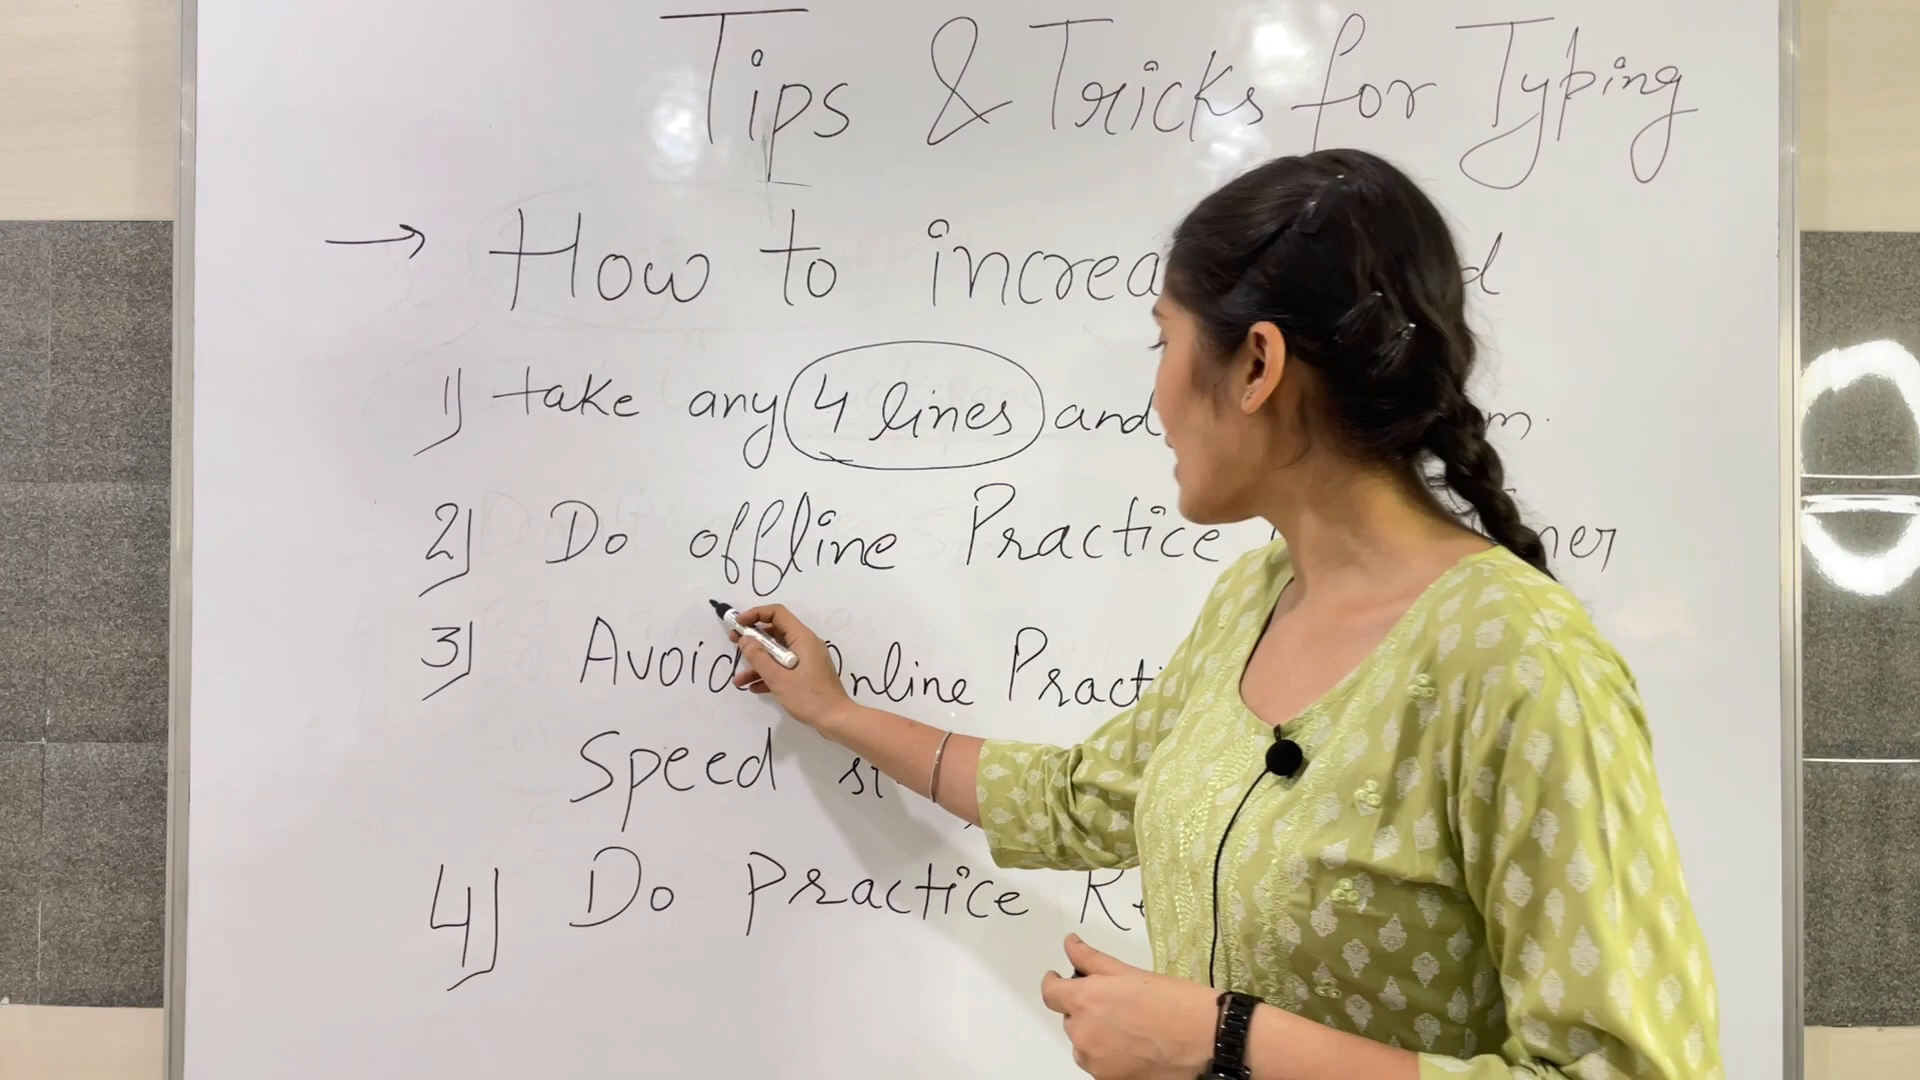 Tips & Tricks for Typing
→ How to increa d
1) take any 4 lines and m.
2) Do offline Practice ner
3) Avoid Online Practi
Speed
4) Do Practice R